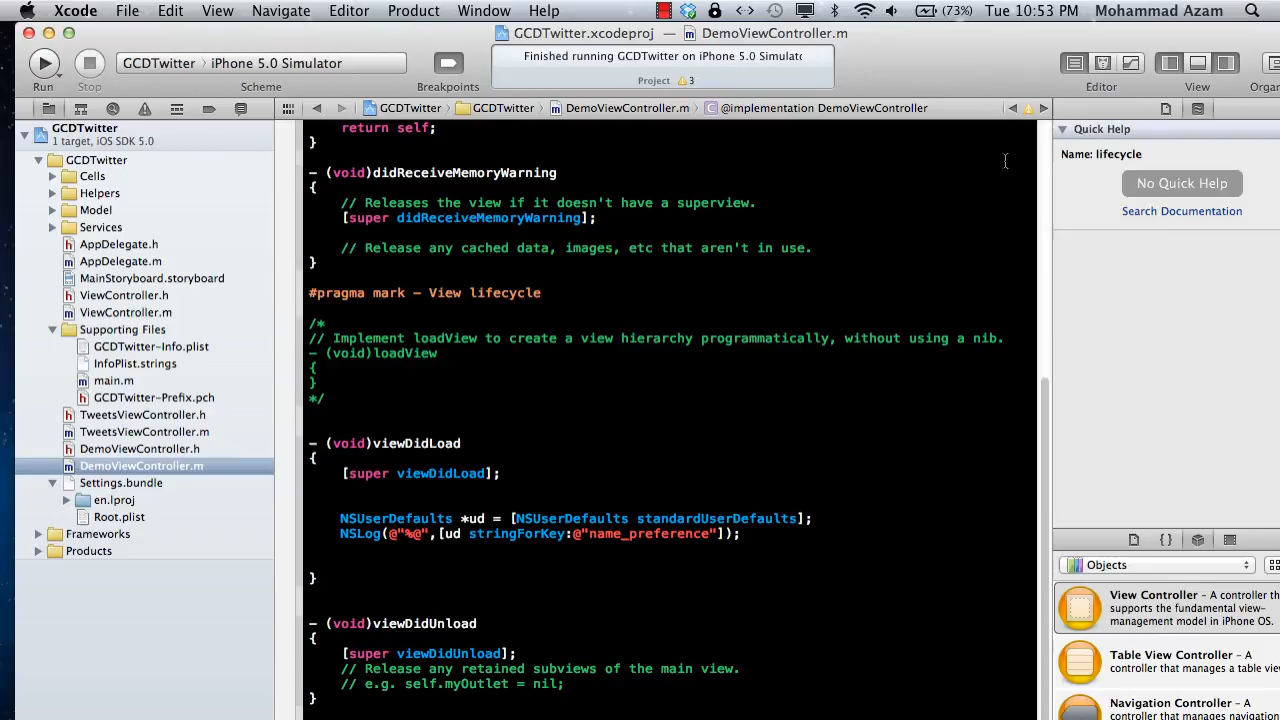 Xcode File Edit View Navigate Editor Product Window Help (73%) Tue 10:53 PM Mohammad Azam
GCDTwitter.xcodeproj — DemoViewController.m
GCDTwitter iPhone 5.0 Simulator
Finished running GCDTwitter on iPhone 5.0 Simulator
Project 3
Run Stop Scheme Breakpoints Editor View Organ
GCDTwitter GCDTwitter DemoViewController.m @implementation DemoViewController
GCDTwitter
1 target, iOS SDK 5.0
GCDTwitter
Cells
Helpers
Model
Services
AppDelegate.h
AppDelegate.m
MainStoryboard.storyboard
ViewController.h
ViewController.m
Supporting Files
GCDTwitter-Info.plist
InfoPlist.strings
main.m
GCDTwitter-Prefix.pch
TweetsViewController.h
TweetsViewController.m
DemoViewController.h
DemoViewController.m
Settings.bundle
en.lproj
Root.plist
Frameworks
Products
return self;
}
- (void)didReceiveMemoryWarning
{
// Releases the view if it doesn't have a superview.
[super didReceiveMemoryWarning];
// Release any cached data, images, etc that aren't in use.
}
#pragma mark - View lifecycle
/*
// Implement loadView to create a view hierarchy programmatically, without using a nib.
- (void)loadView
{
}
*/
- (void)viewDidLoad
{
[super viewDidLoad];
NSUserDefaults *ud = [NSUserDefaults standardUserDefaults];
NSLog(@"%@",[ud stringForKey:@"name_preference"]);
}
- (void)viewDidUnload
{
[super viewDidUnload];
// Release any retained subviews of the main view.
// e.g. self.myOutlet = nil;
}
Quick Help
Name: lifecycle
No Quick Help
Search Documentation
{ }
Objects
View Controller - A controller th
supports the fundamental view-
management model in iPhone OS.
Table View Controller - A
controller that manages a table vie
Navigation Controller - A
controller that manages navigation